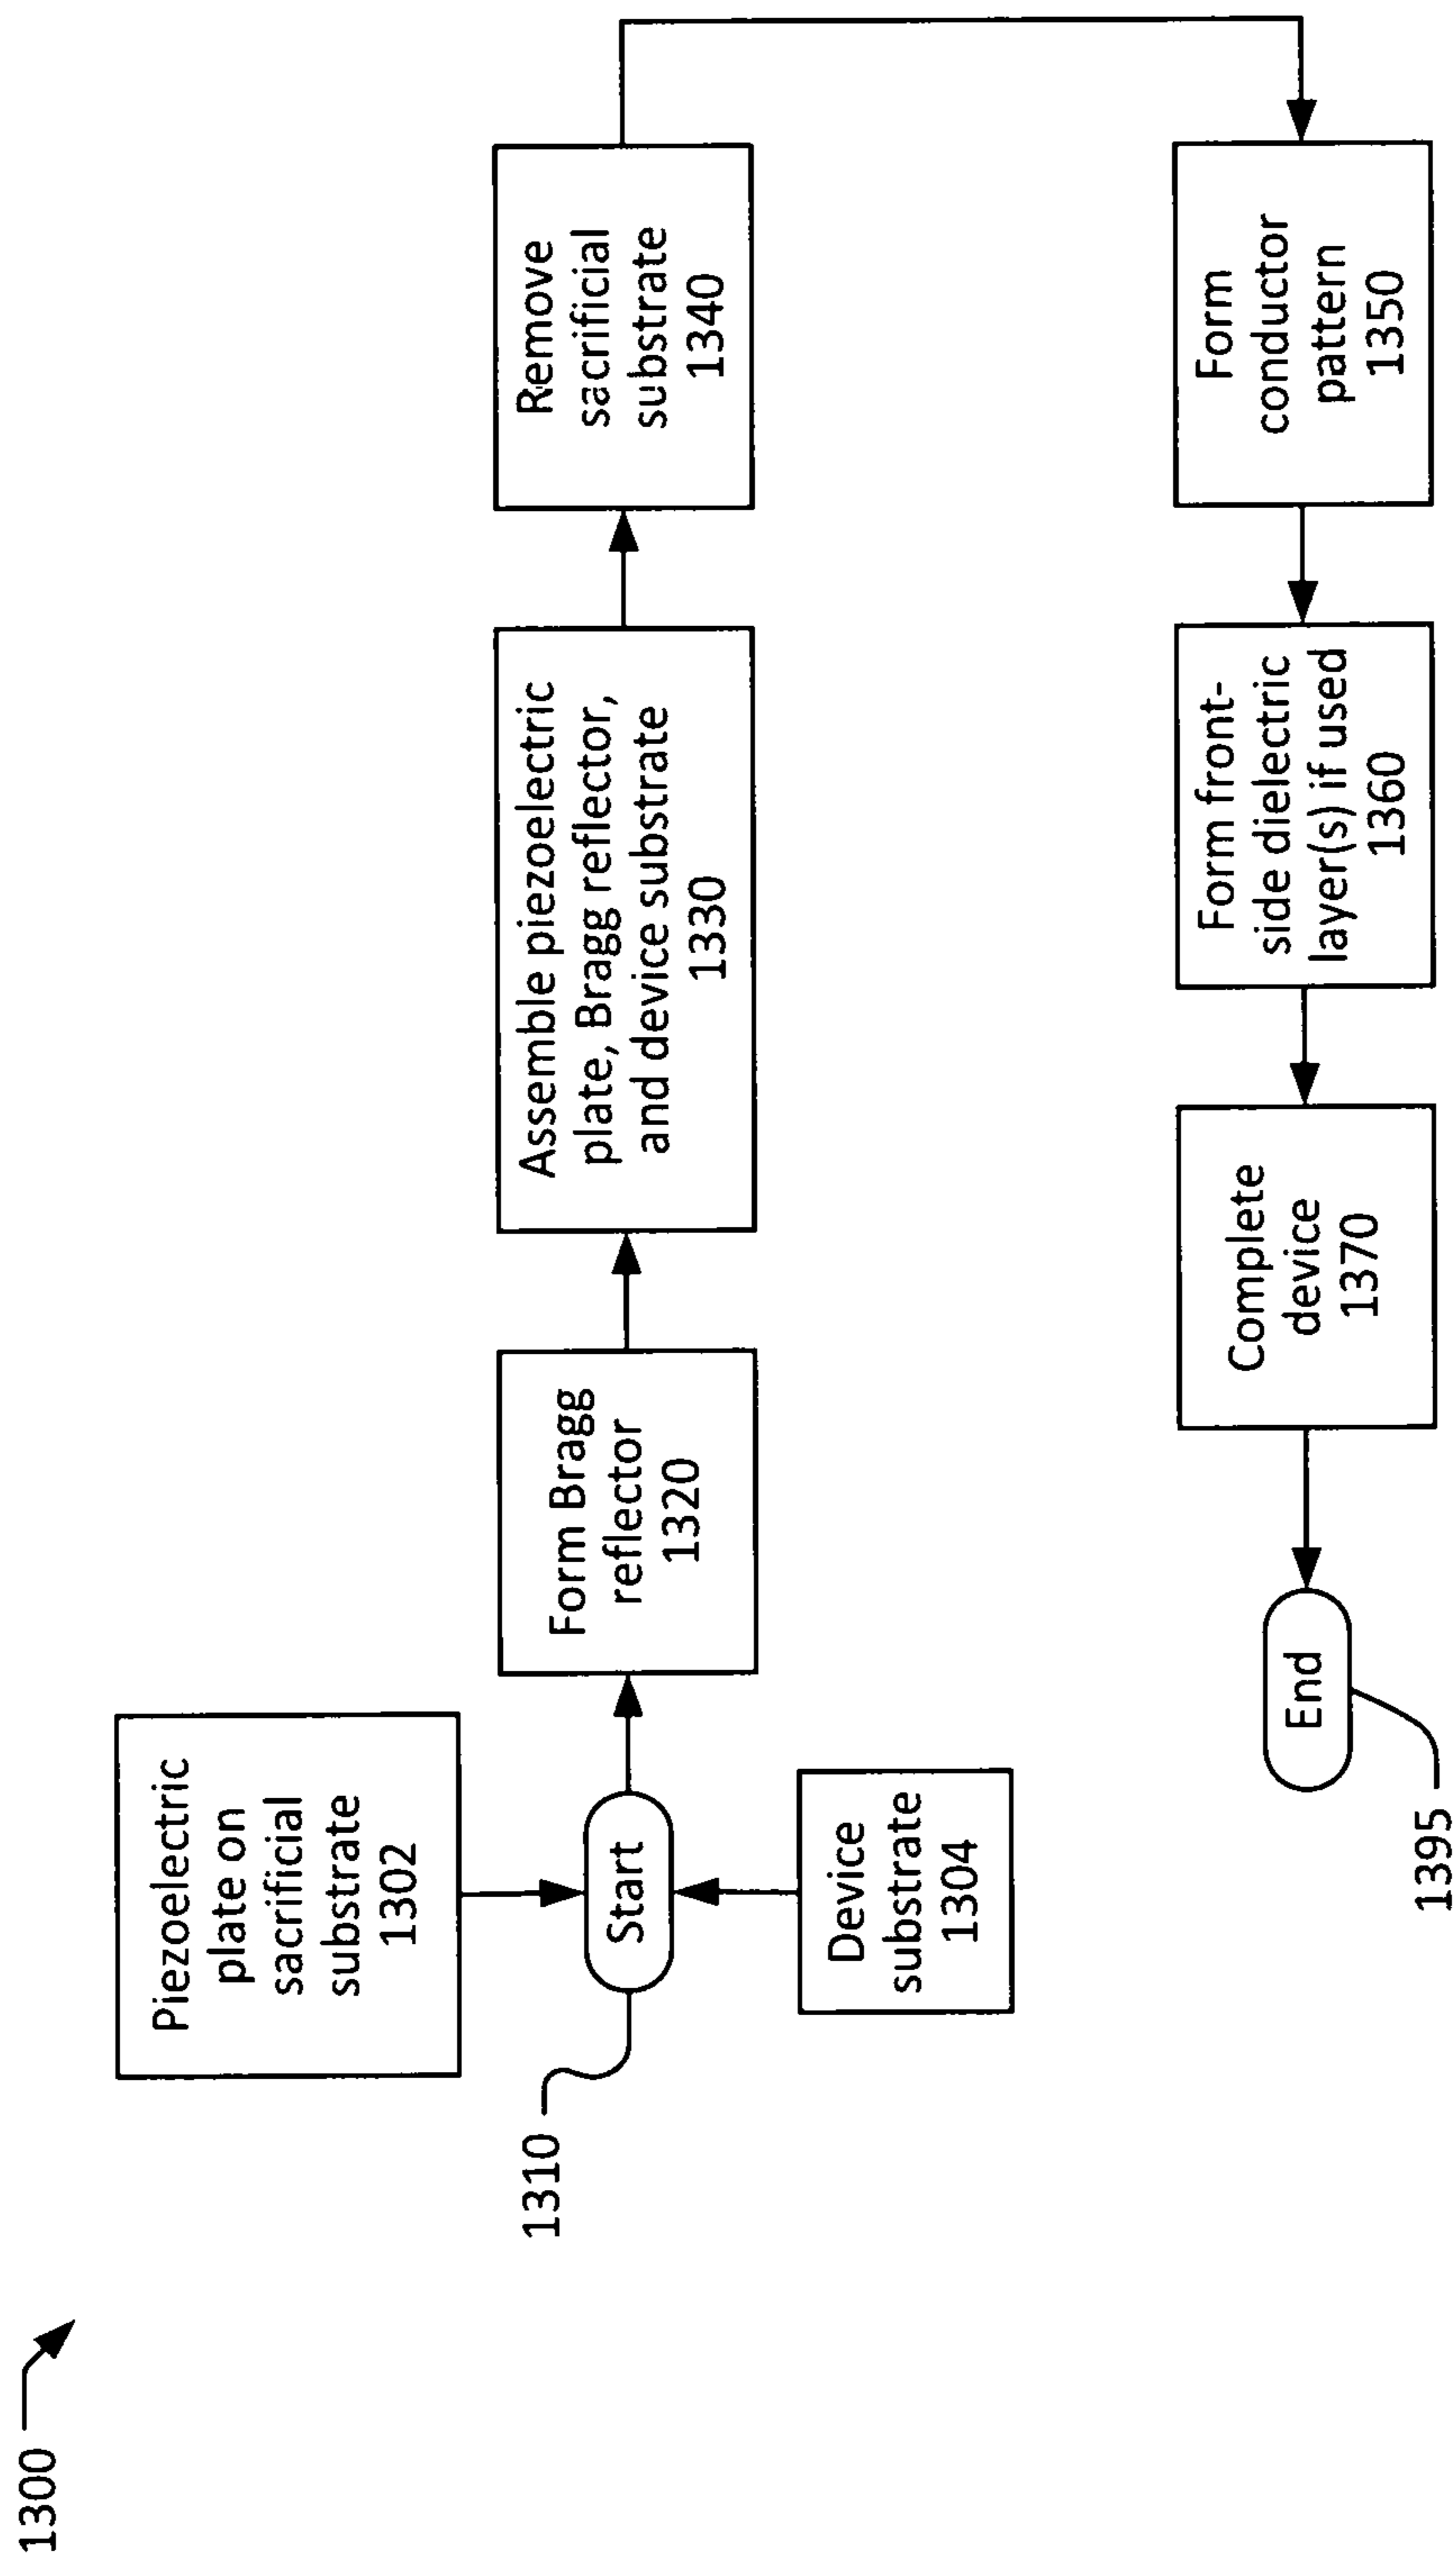 1300
Piezoelectric
plate on
sacrificial
substrate
1302
1310
Start
Device
substrate
1304
Form Bragg
reflector
1320
Assemble piezoelectric
plate, Bragg reflector,
and device substrate
1330
Remove
sacrificial
substrate
1340
Form
conductor
pattern
1350
Form front-
side dielectric
layer(s) if used
1360
Complete
device
1370
End
1395